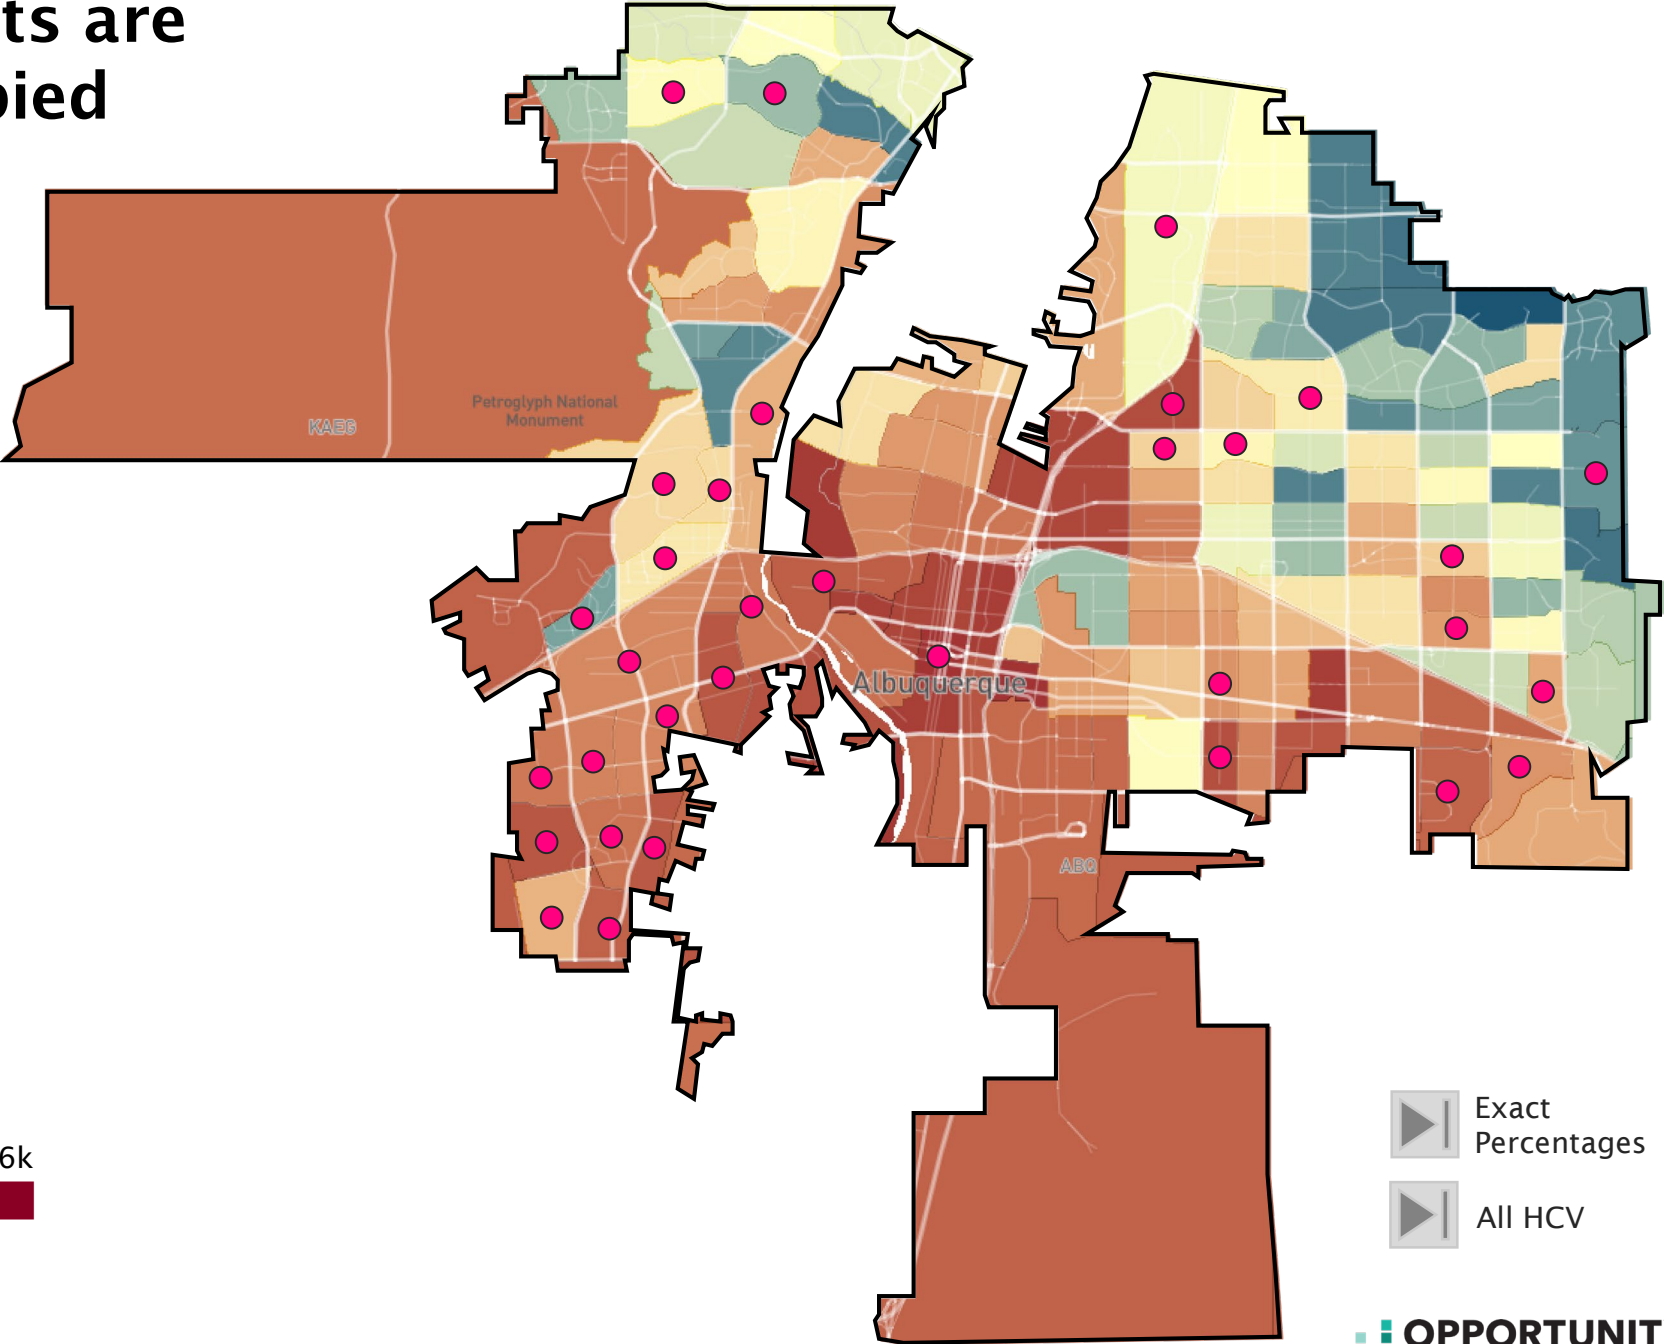 ts are
pied
Petroglyph National
Monument
KAEG
Albuquerque
ABQ
Exact
Percentages
6k
All HCV
OPPORTUNIT